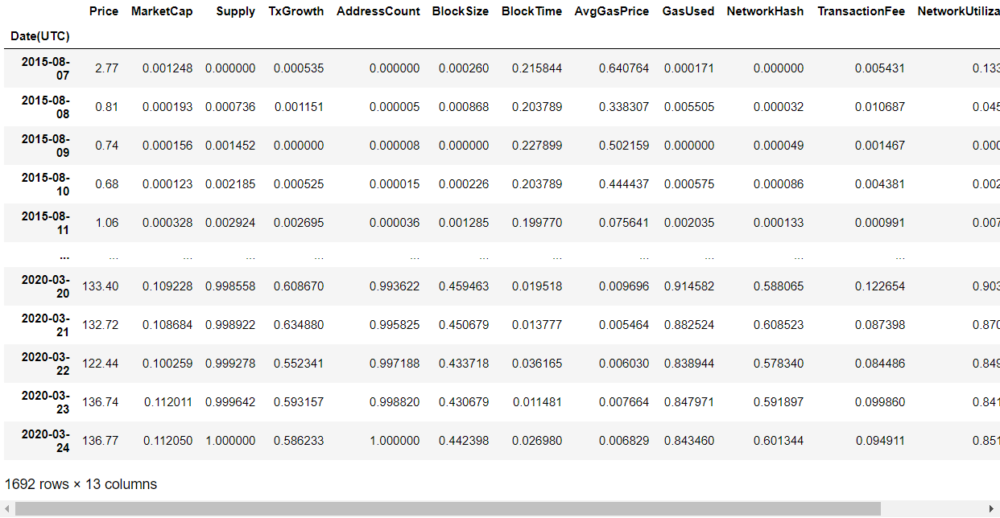 Price MarketCap Supply TxGrowth AddressCount BlockSize BlockTime AvgGasPrice GasUsed NetworkHash TransactionFee NetworkUtiliza
Date(UTC)
2015-08-07 2.77 0.001248 0.000000 0.000535 0.000000 0.000260 0.215844 0.640764 0.000171 0.000000 0.005431 0.133
2015-08-08 0.81 0.000193 0.000736 0.001151 0.000005 0.000868 0.203789 0.338307 0.005505 0.000032 0.010687 0.045
2015-08-09 0.74 0.000156 0.001452 0.000000 0.000008 0.000000 0.227899 0.502159 0.000000 0.000049 0.001467 0.000
2015-08-10 0.68 0.000123 0.002185 0.000525 0.000015 0.000226 0.203789 0.444437 0.000575 0.000086 0.004381 0.002
2015-08-11 1.06 0.000328 0.002924 0.002695 0.000036 0.001285 0.199770 0.075641 0.002035 0.000133 0.000991 0.007
... ... ... ... ... ... ... ... ... ... ... ...
2020-03-20 133.40 0.109228 0.998558 0.608670 0.993622 0.459463 0.019518 0.009696 0.914582 0.588065 0.122654 0.903
2020-03-21 132.72 0.108684 0.998922 0.634880 0.995825 0.450679 0.013777 0.005464 0.882524 0.608523 0.087398 0.870
2020-03-22 122.44 0.100259 0.999278 0.552341 0.997188 0.433718 0.036165 0.006030 0.838944 0.578340 0.084486 0.849
2020-03-23 136.74 0.112011 0.999642 0.593157 0.998820 0.430679 0.011481 0.007664 0.847971 0.591897 0.099860 0.841
2020-03-24 136.77 0.112050 1.000000 0.586233 1.000000 0.442398 0.026980 0.006829 0.843460 0.601344 0.094911 0.851
1692 rows × 13 columns